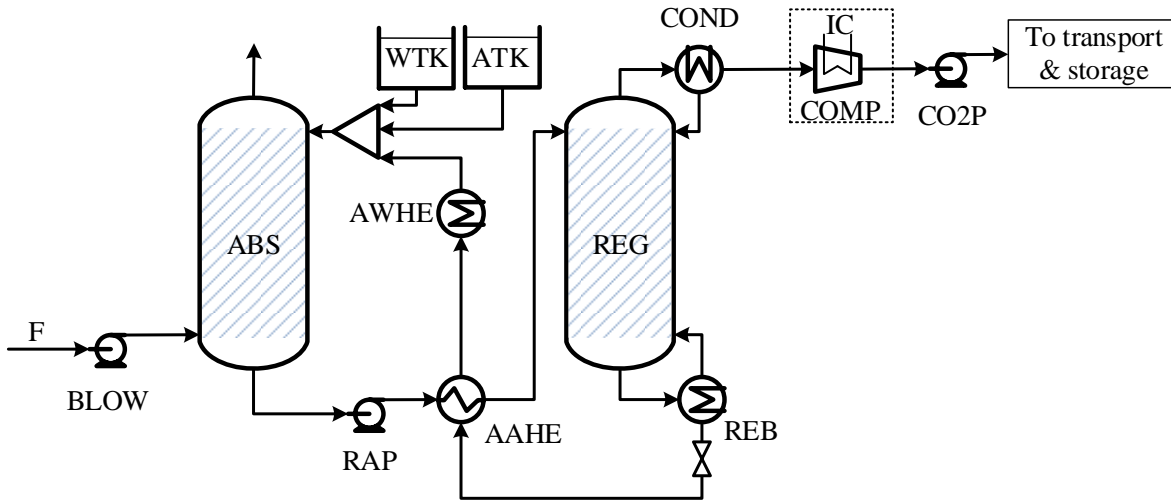 COND
IC
To transport
& storage
WTK
ATK
COMP
CO2P
AWHE
ABS
REG
F
BLOW
RAP
AAHE
REB